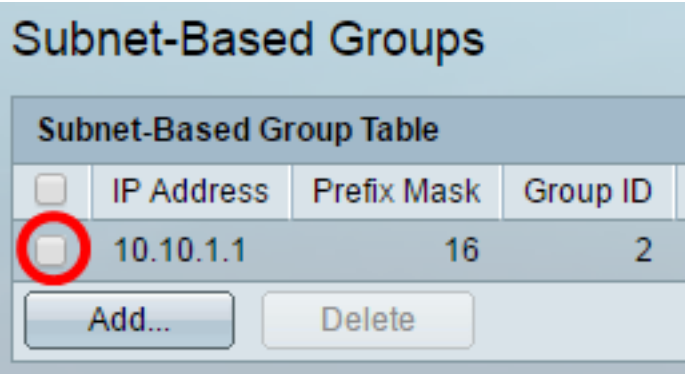 Subnet-Based Groups
Subnet-Based Group Table
IP Address Prefix Mask Group ID
10.10.1.1 16 2
Add... Delete